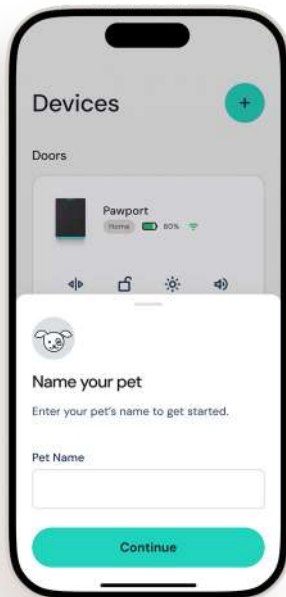 Devices
+
Doors
Pawport
Home 80%
Name your pet
Enter your pet's name to get started.
Pet Name
Continue